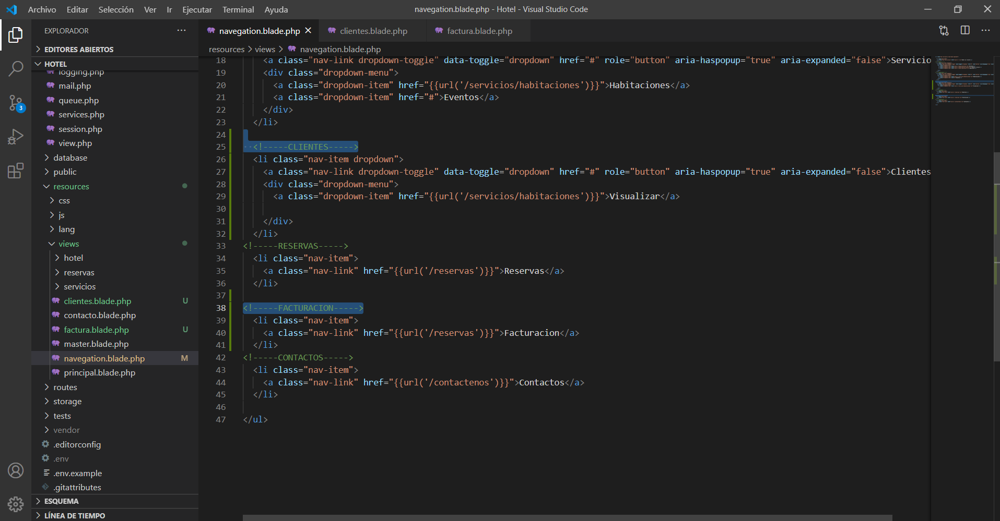 Archivo Editar Selección Ver Ir Ejecutar Terminal Ayuda
navegation.blade.php - Hotel - Visual Studio Code
EXPLORADOR
EDITORES ABIERTOS
HOTEL
logging.php
mail.php
queue.php
services.php
session.php
view.php
database
public
resources
css
js
lang
views
hotel
reservas
servicios
clientes.blade.php U
contacto.blade.php
factura.blade.php U
master.blade.php
navegation.blade.php M
principal.blade.php
routes
storage
tests
vendor
.editorconfig
.env
.env.example
.gitattributes
ESQUEMA
LÍNEA DE TIEMPO
3
navegation.blade.php clientes.blade.php factura.blade.php
resources > views > navegation.blade.php
18 <a class="nav-link dropdown-toggle" data-toggle="dropdown" href="#" role="button" aria-haspopup="true" aria-expanded="false">Servicio
19 <div class="dropdown-menu">
20 <a class="dropdown-item" href="{{url('/servicios/habitaciones')}}">Habitaciones</a>
21 <a class="dropdown-item" href="#">Eventos</a>
22 </div>
23 </li>
24
25 <!-----CLIENTES----->
26 <li class="nav-item dropdown">
27 <a class="nav-link dropdown-toggle" data-toggle="dropdown" href="#" role="button" aria-haspopup="true" aria-expanded="false">Clientes
28 <div class="dropdown-menu">
29 <a class="dropdown-item" href="{{url('/servicios/habitaciones')}}">Visualizar</a>
30
31 </div>
32 </li>
33 <!-----RESERVAS----->
34 <li class="nav-item">
35 <a class="nav-link" href="{{url('/reservas')}}">Reservas</a>
36 </li>
37
38 <!-----FACTURACION----->
39 <li class="nav-item">
40 <a class="nav-link" href="{{url('/reservas')}}">Facturacion</a>
41 </li>
42 <!-----CONTACTOS----->
43 <li class="nav-item">
44 <a class="nav-link" href="{{url('/contactenos')}}">Contactos</a>
45 </li>
46
47 </ul>